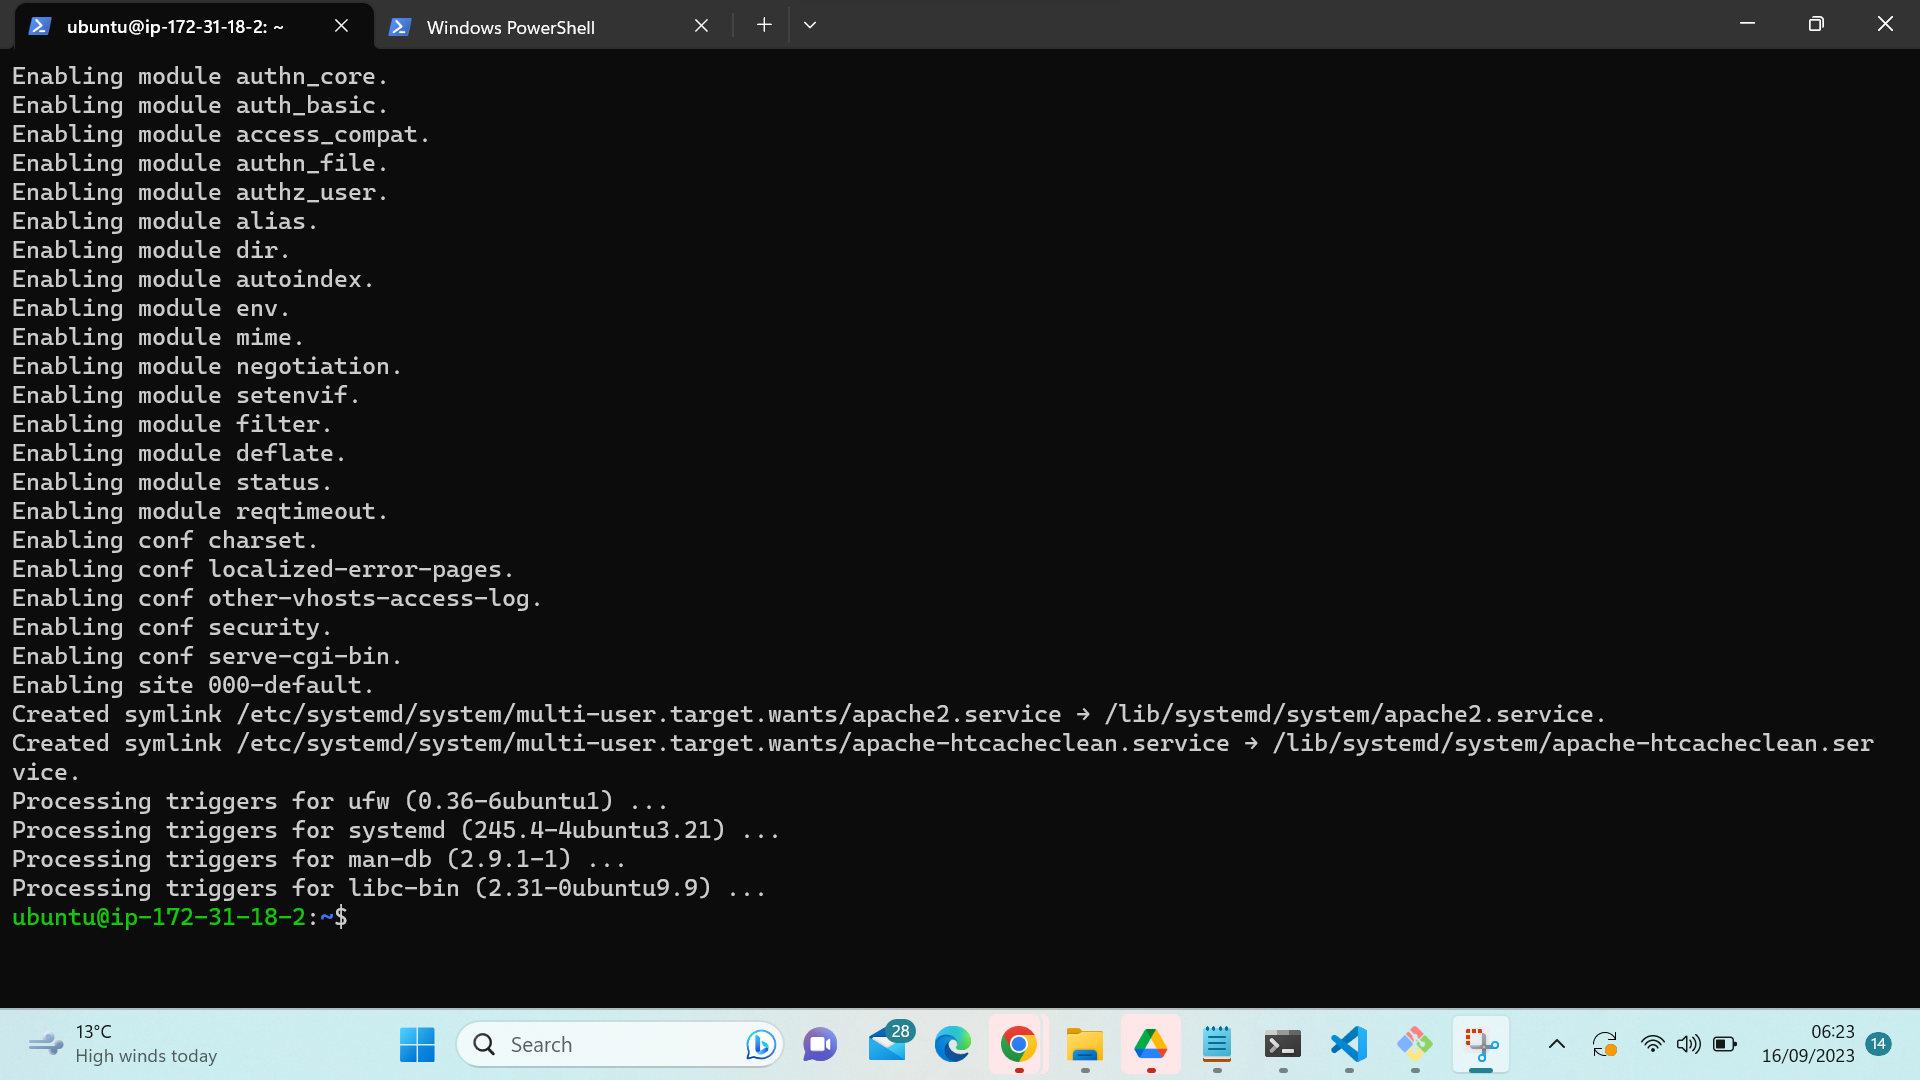 ubuntu@ip-172-31-18-2: ~
Windows PowerShell
Enabling module authn_core.
Enabling module auth_basic.
Enabling module access_compat.
Enabling module authn_file.
Enabling module authz_user.
Enabling module alias.
Enabling module dir.
Enabling module autoindex.
Enabling module env.
Enabling module mime.
Enabling module negotiation.
Enabling module setenvif.
Enabling module filter.
Enabling module deflate.
Enabling module status.
Enabling module reqtimeout.
Enabling conf charset.
Enabling conf localized-error-pages.
Enabling conf other-vhosts-access-log.
Enabling conf security.
Enabling conf serve-cgi-bin.
Enabling site 000-default.
Created symlink /etc/systemd/system/multi-user.target.wants/apache2.service → /lib/systemd/system/apache2.service.
Created symlink /etc/systemd/system/multi-user.target.wants/apache-htcacheclean.service → /lib/systemd/system/apache-htcacheclean.ser
vice.
Processing triggers for ufw (0.36-6ubuntu1) ...
Processing triggers for systemd (245.4-4ubuntu3.21) ...
Processing triggers for man-db (2.9.1-1) ...
Processing triggers for libc-bin (2.31-0ubuntu9.9) ...
ubuntu@ip-172-31-18-2:~$
13°C
High winds today
Search
28
06:23
16/09/2023
14